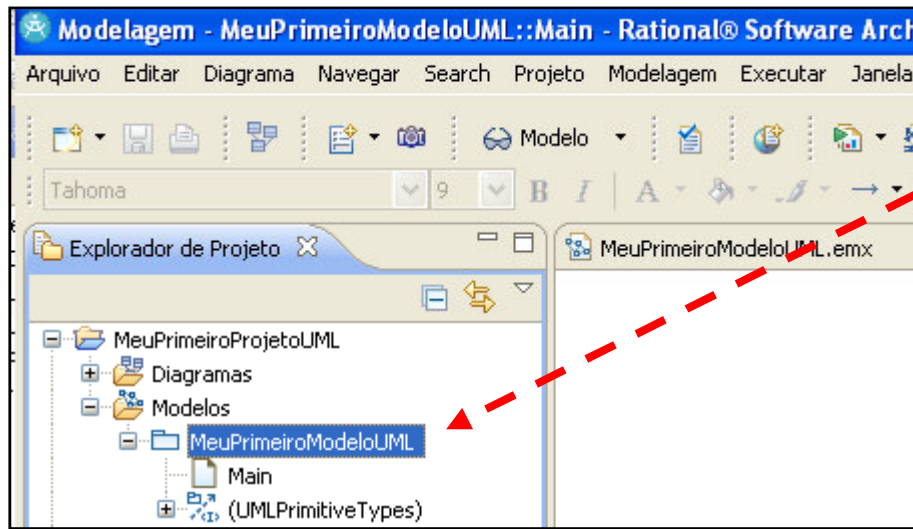 Modelagem - MeuPrimeiroModeloUML::Main - Rational® Software Arch
Arquivo Editar Diagrama Navegar Search Projeto Modelagem Executar Janela
Modelo
Tahoma 9 B I A
Explorador de Projeto
MeuPrimeiroModeloUML.emx
MeuPrimeiroProjetoUML
Diagramas
Modelos
MeuPrimeiroModeloUML
Main
(UMLPrimitiveTypes)